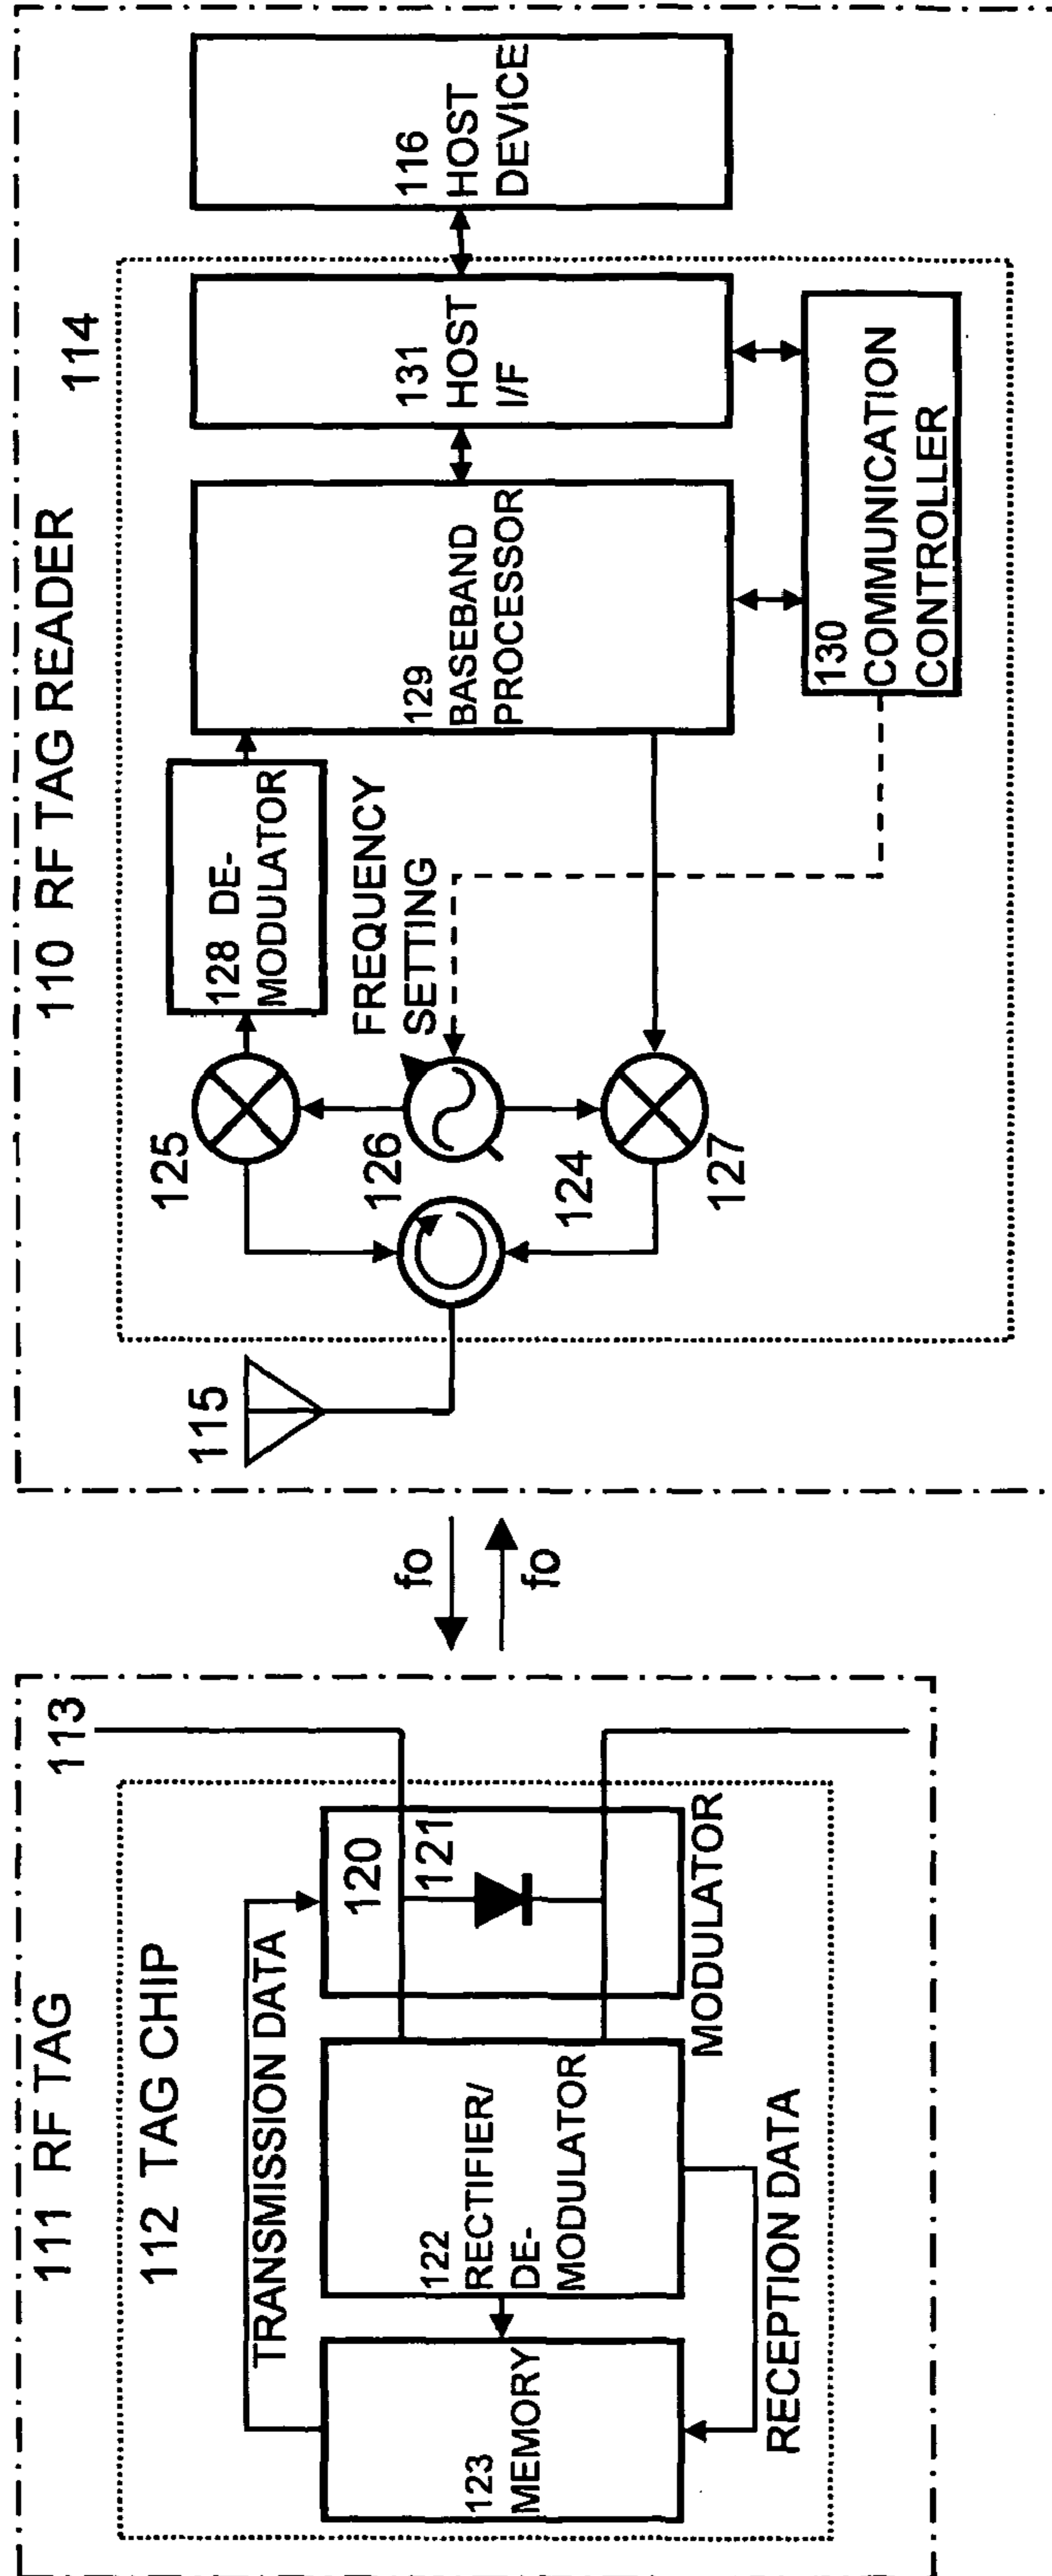 111 RF TAG
113
112 TAG CHIP
TRANSMISSION DATA
120
121
MODULATOR
122
RECTIFIER/
DE-
MODULATOR
123
MEMORY
RECEPTION DATA
fo
fo
110 RF TAG READER
114
115
125
126
124
127
128 DE-
MODULATOR
FREQUENCY
SETTING
129
BASEBAND
PROCESSOR
131
HOST
I/F
116
HOST
DEVICE
130
COMMUNICATION
CONTROLLER